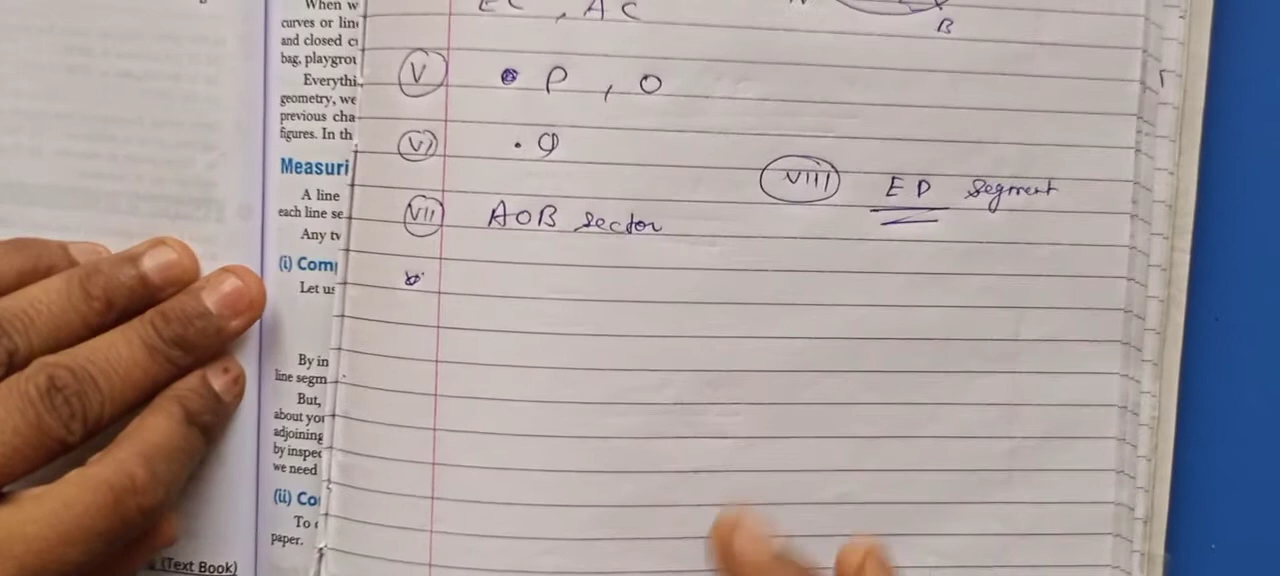 When w
curves or line
and closed c
bag, playgrou
Everythi
geometry, we
previous cha
figures. In th
Measuri
A line
each line se
Any tv
(i) Com
Let us
By in
line segm
But,
about you
adjoining
by inspec
we need
(ii) Co
To
paper.
(Text Book)
EC , AC
B
V P , O
VI . Q
VIII ED segment
VII AOB sector